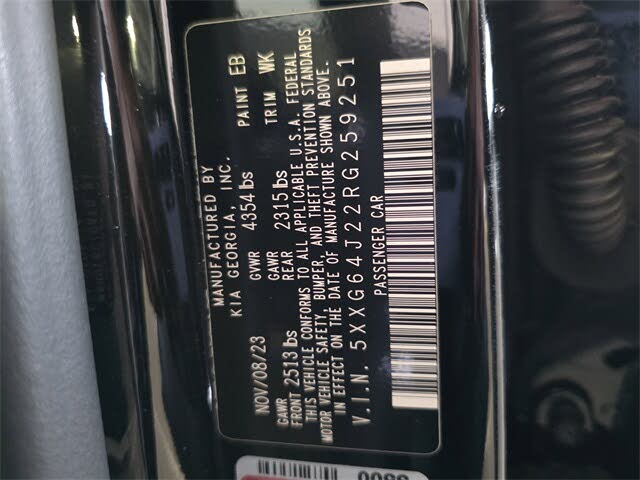 MANUFACTURED BY
KIA GEORGIA, INC.
NOV/08/23 GVWR 4354 lbs PAINT EB
GAWR GAWR
FRONT 2513 lbs REAR 2315 lbs TRIM WK
THIS VEHICLE CONFORMS TO ALL APPLICABLE U.S.A. FEDERAL
MOTOR VEHICLE SAFETY, BUMPER, AND THEFT PREVENTION STANDARDS
IN EFFECT ON THE DATE OF MANUFACTURE SHOWN ABOVE.
V.I.N. 5XXG64J22RG259251
PASSENGER CAR